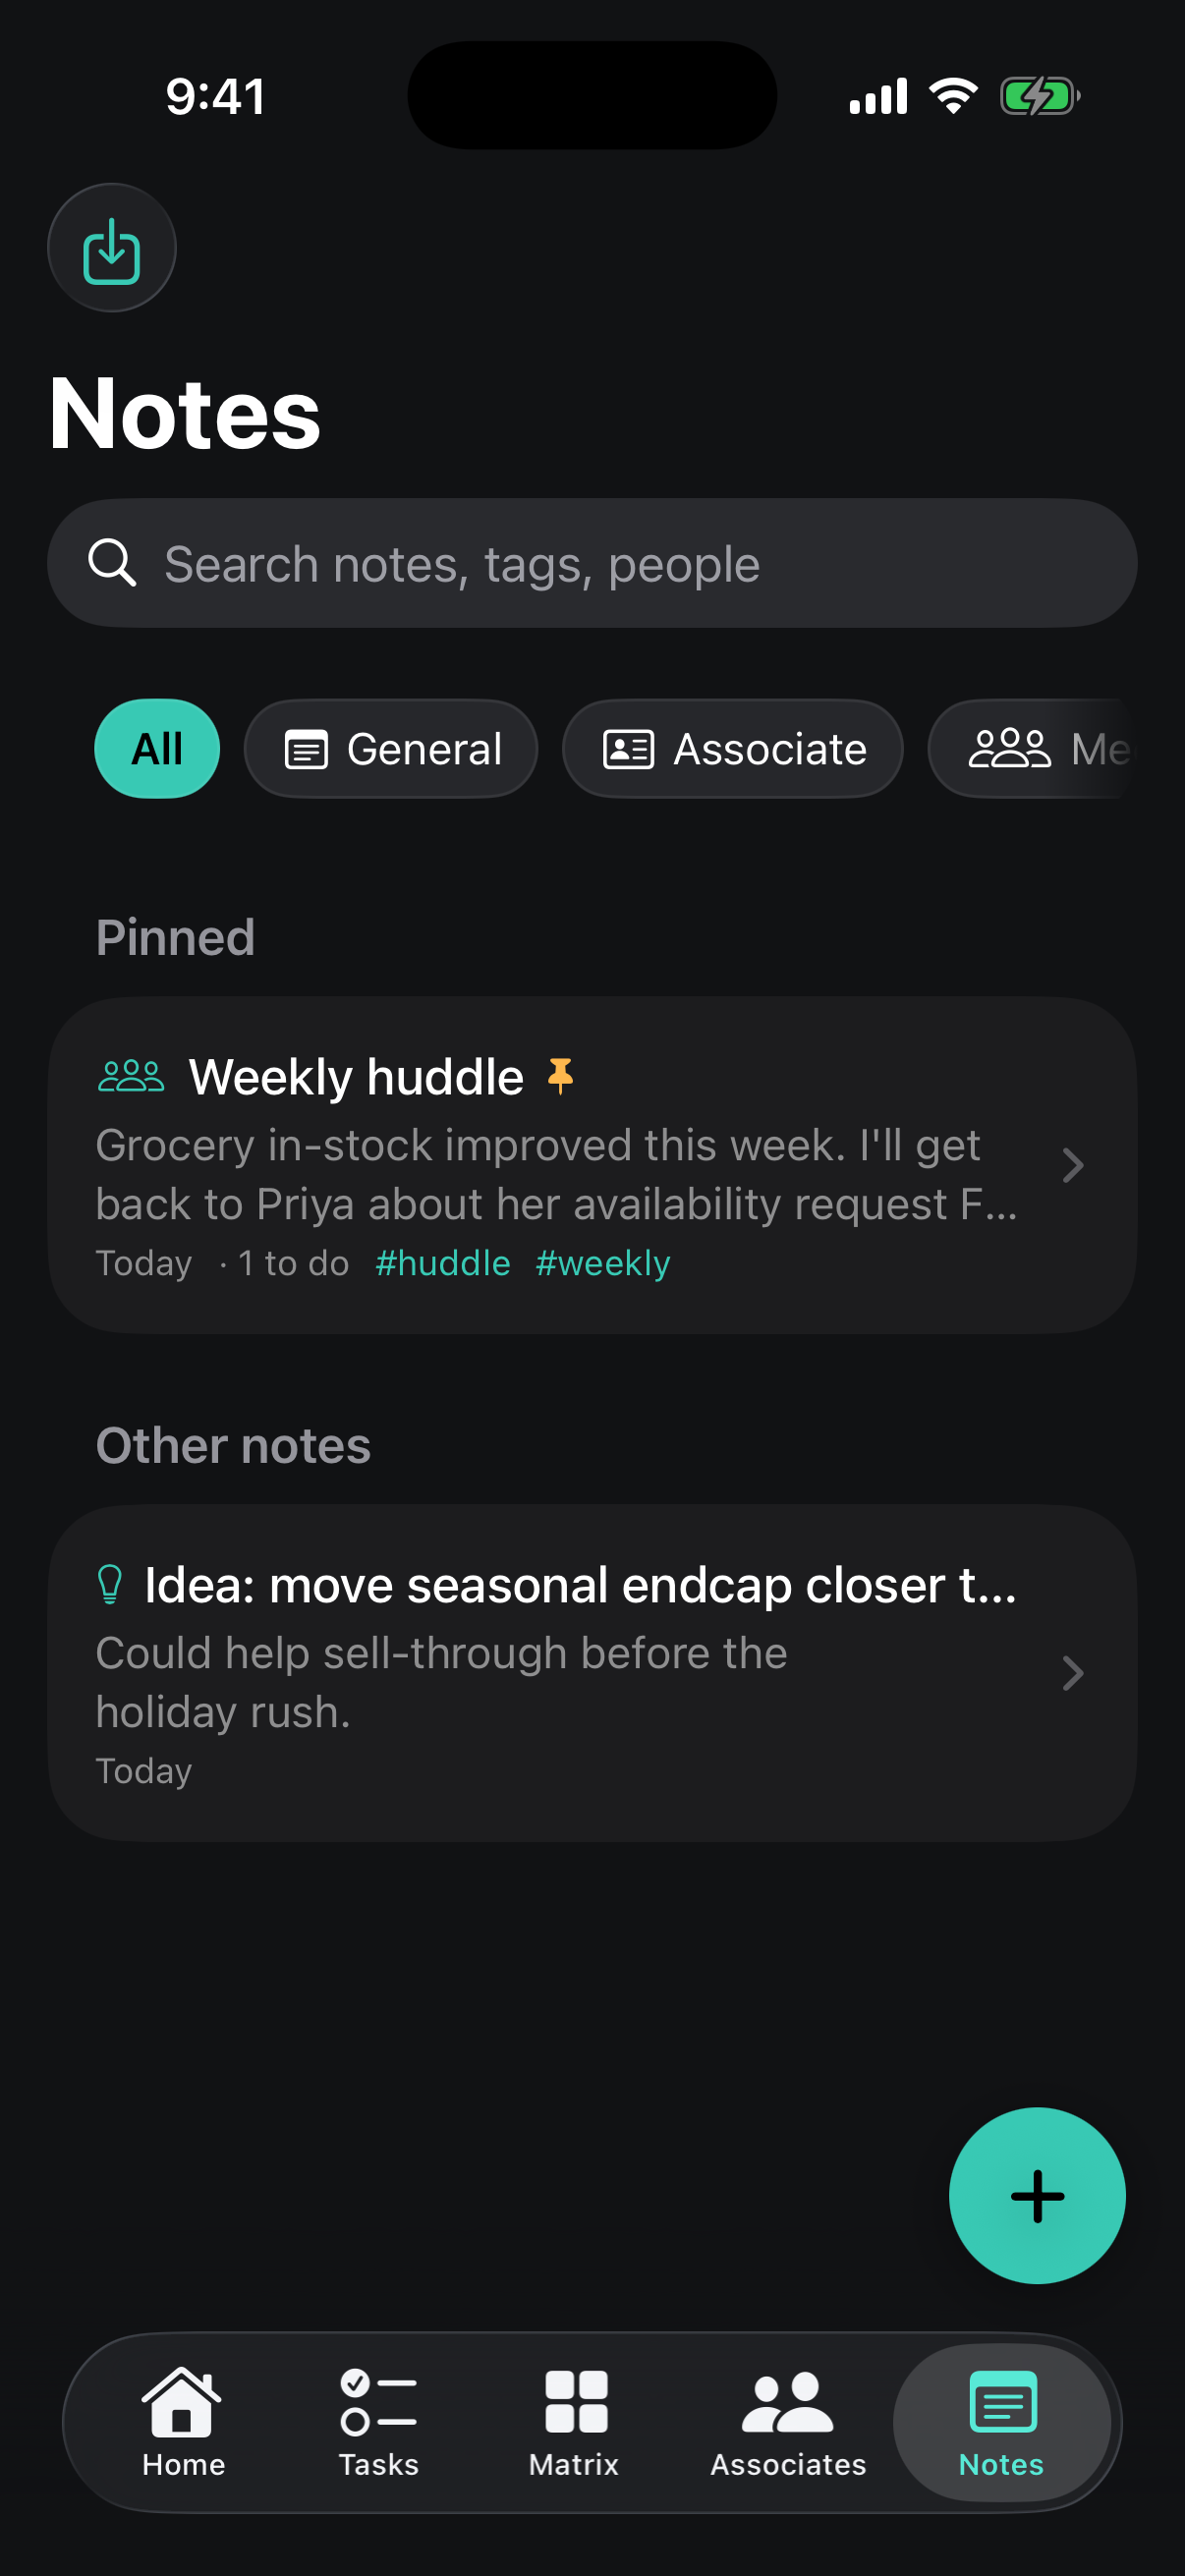 9:41
Notes
Search notes, tags, people
All
General
Associate
Me
Pinned
Weekly huddle
Grocery in-stock improved this week. I'll get
back to Priya about her availability request F...
Today · 1 to do #huddle #weekly
Other notes
Idea: move seasonal endcap closer t...
Could help sell-through before the
holiday rush.
Today
Home
Tasks
Matrix
Associates
Notes